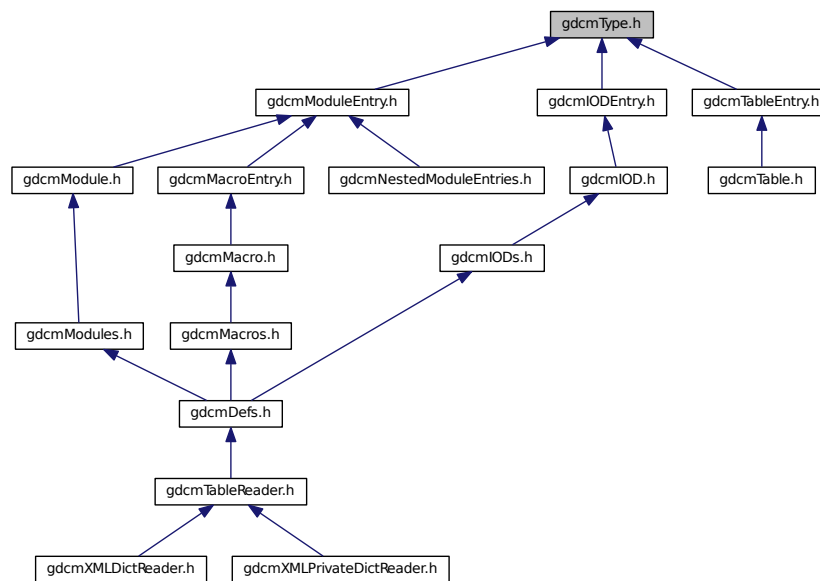 gdcmType.h
gdcmModuleEntry.h
gdcmIODEntry.h
gdcmTableEntry.h
gdcmModule.h
gdcmMacroEntry.h
gdcmNestedModuleEntries.h
gdcmIOD.h
gdcmTable.h
gdcmMacro.h
gdcmIODs.h
gdcmModules.h
gdcmMacros.h
gdcmDefs.h
gdcmTableReader.h
gdcmXMLDictReader.h
gdcmXMLPrivateDictReader.h